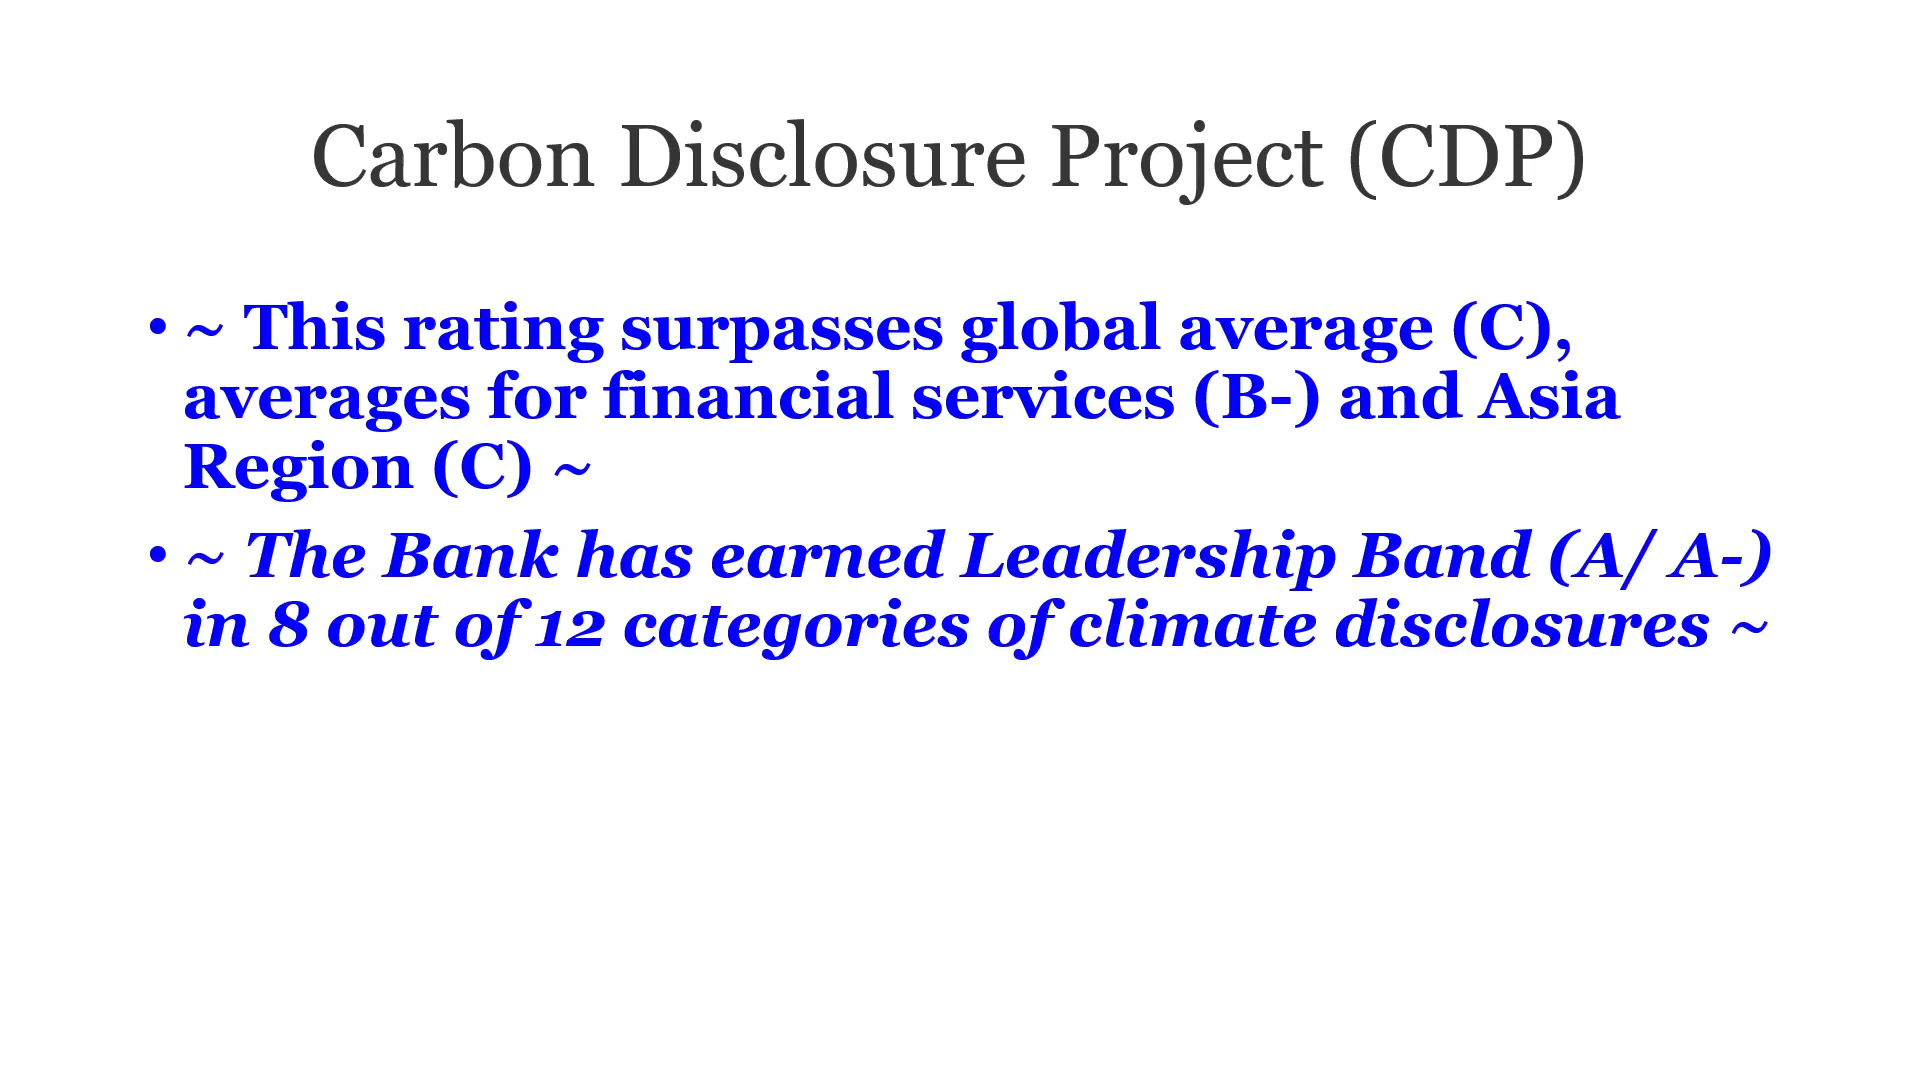 Carbon Disclosure Project (CDP)
• ~ This rating surpasses global average (C),
averages for financial services (B-) and Asia
Region (C) ~
• ~ The Bank has earned Leadership Band (A/ A-)
in 8 out of 12 categories of climate disclosures ~